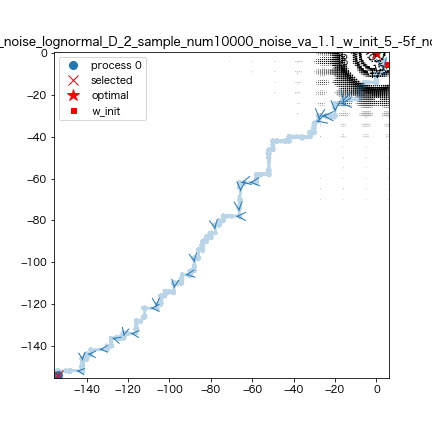 _noise_lognormal_D_2_sample_num10000_noise_va_1.1_w_init_5_-5f_no
process 0
selected
optimal
w_init
0
−20
−40
−60
−80
−100
−120
−140
−140 −120 −100 −80 −60 −40 −20 0